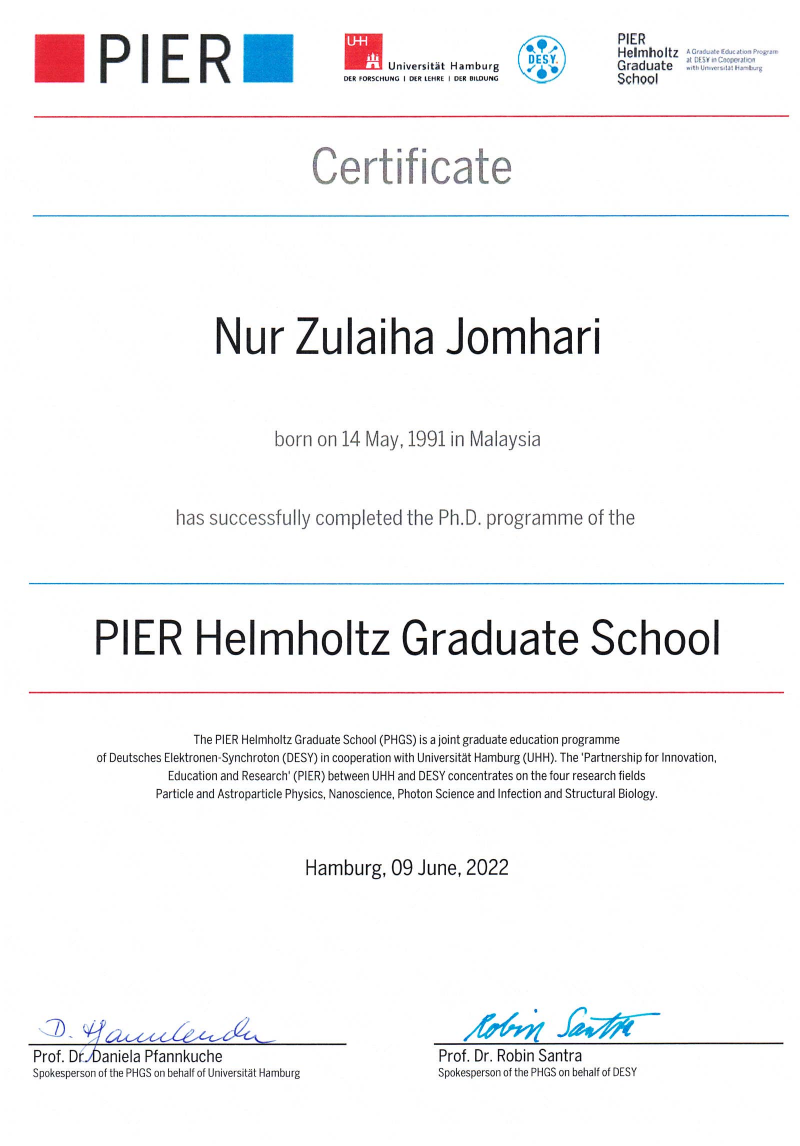 PIER
UHH
Universität Hamburg
DER FORSCHUNG | DER LEHRE | DER BILDUNG
DESY.
PIER
Helmholtz
Graduate
School
A Graduate Education Program
at DESY in Cooperation
with Universität Hamburg
Certificate
Nur Zulaiha Jomhari
born on 14 May, 1991 in Malaysia
has successfully completed the Ph.D. programme of the
PIER Helmholtz Graduate School
The PIER Helmholtz Graduate School (PHGS) is a joint graduate education programme
of Deutsches Elektronen-Synchroton (DESY) in cooperation with Universität Hamburg (UHH). The 'Partnership for Innovation,
Education and Research' (PIER) between UHH and DESY concentrates on the four research fields
Particle and Astroparticle Physics, Nanoscience, Photon Science and Infection and Structural Biology.
Hamburg, 09 June, 2022
D. Pfannkuche
Robin Santra
Prof. Dr. Daniela Pfannkuche
Spokesperson of the PHGS on behalf of Universität Hamburg
Prof. Dr. Robin Santra
Spokesperson of the PHGS on behalf of DESY